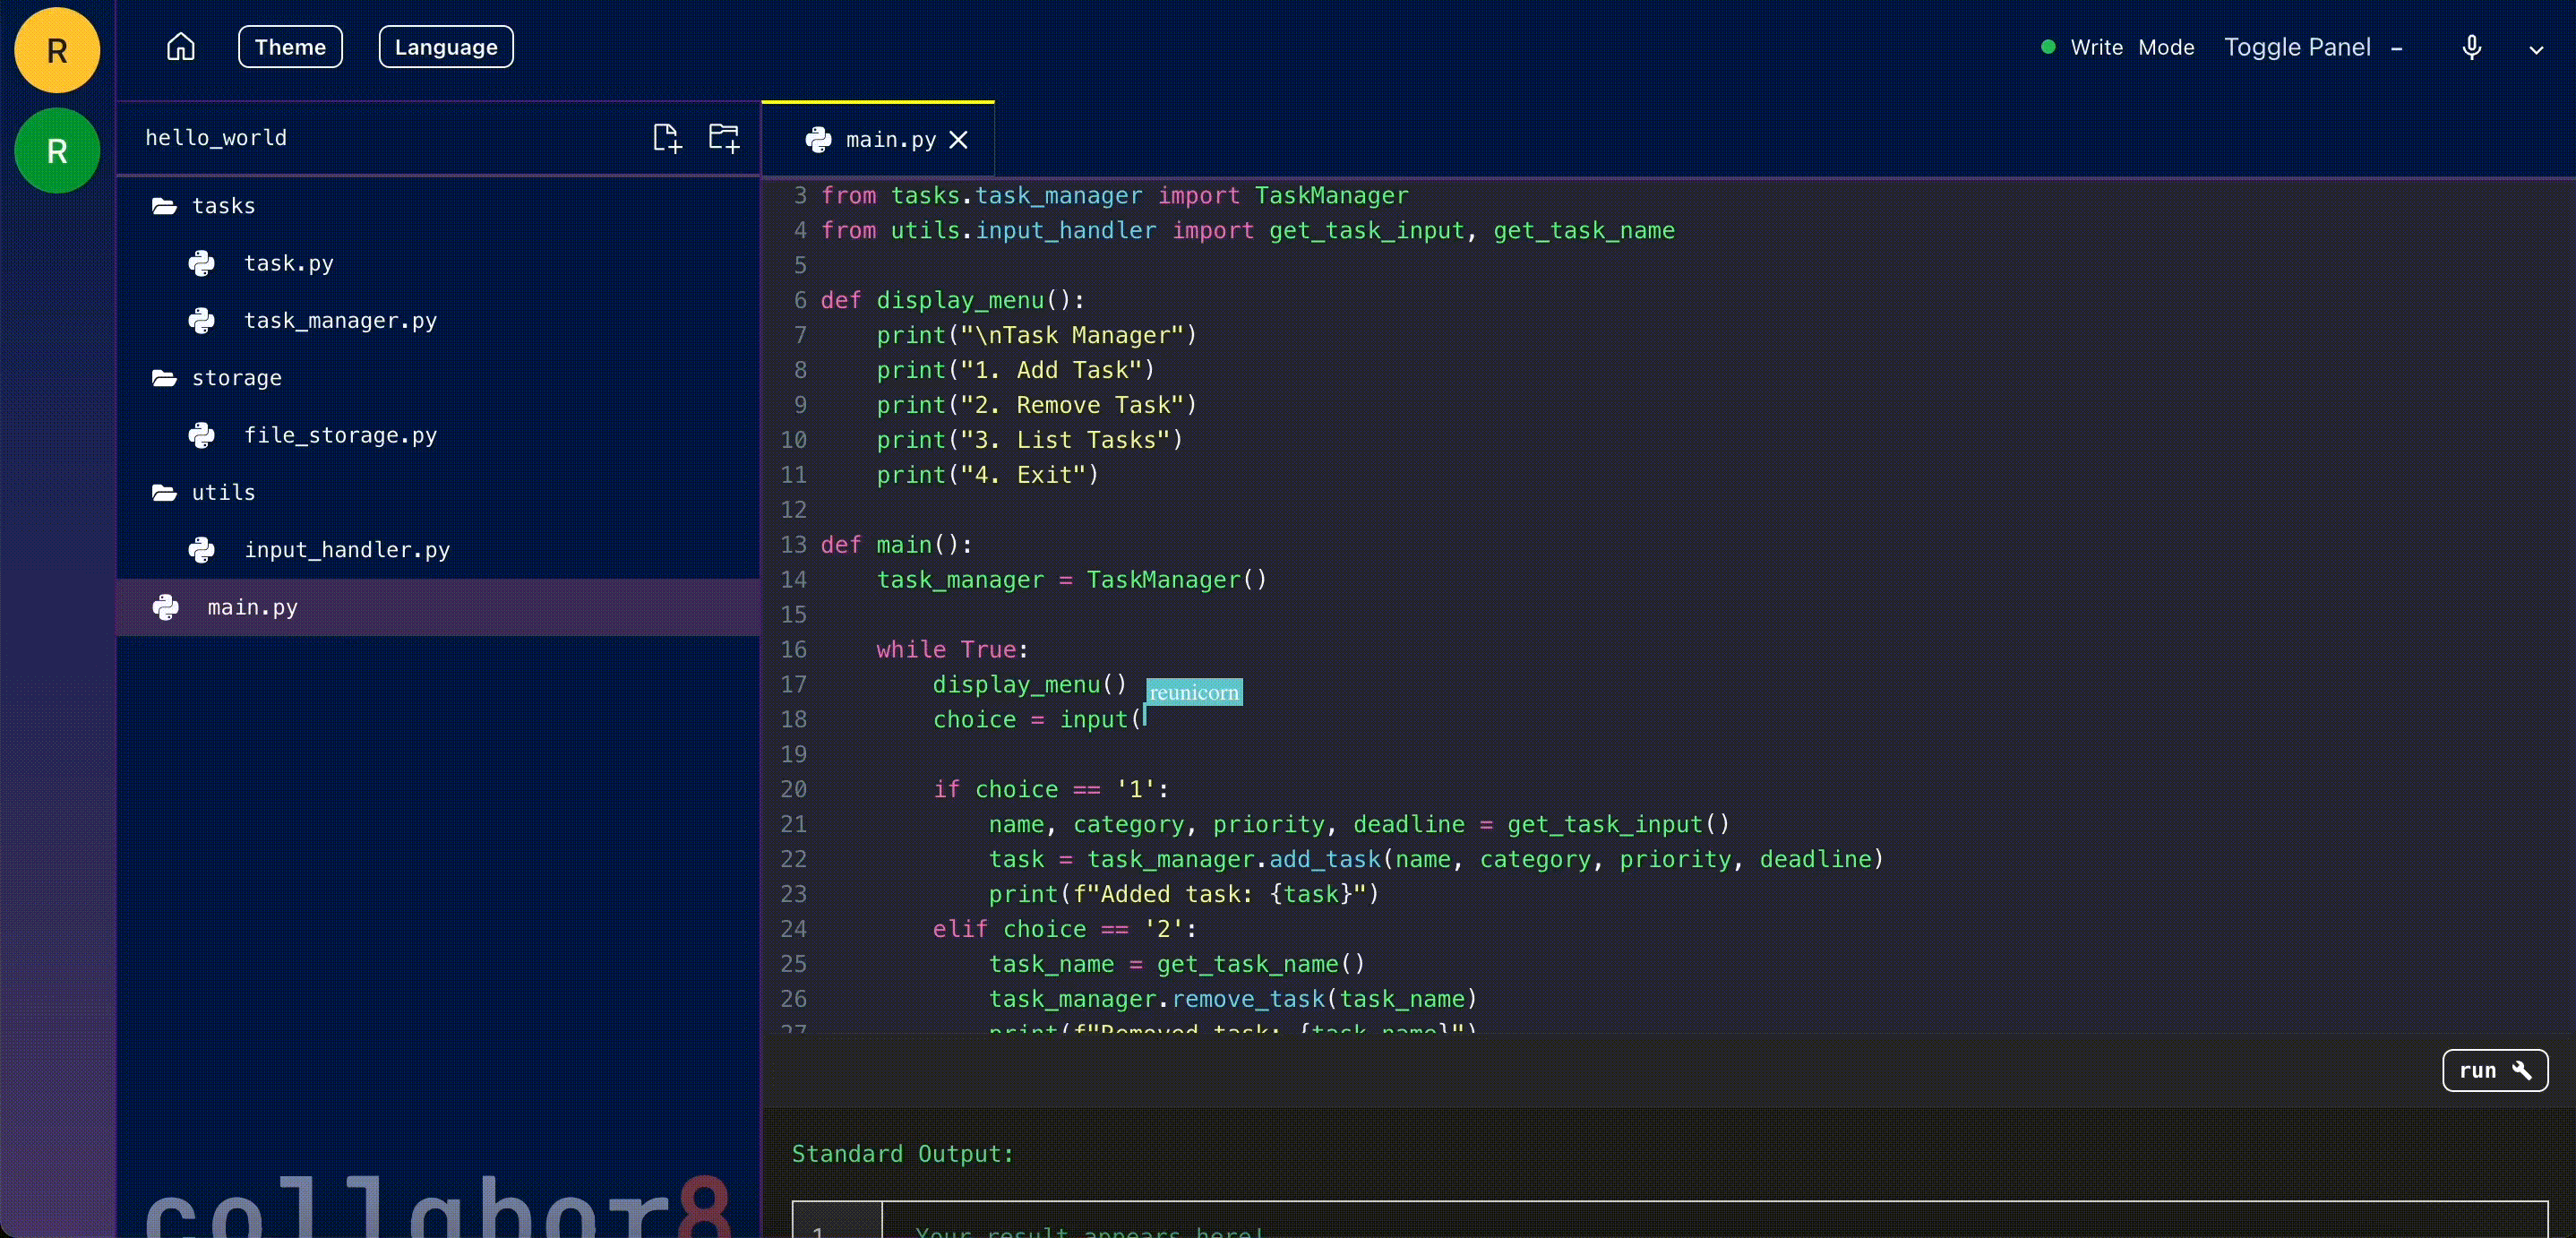 R
R
Theme
Language
Write Mode
Toggle Panel –
hello_world
tasks
task.py
task_manager.py
storage
file_storage.py
utils
input_handler.py
main.py
collabor8
main.py
3 from tasks.task_manager import TaskManager
4 from utils.input_handler import get_task_input, get_task_name
5
6 def display_menu():
7     print("\nTask Manager")
8     print("1. Add Task")
9     print("2. Remove Task")
10     print("3. List Tasks")
11     print("4. Exit")
12
13 def main():
14     task_manager = TaskManager()
15
16     while True:
17         display_menu()
reunicorn
18         choice = input(
19
20         if choice == '1':
21             name, category, priority, deadline = get_task_input()
22             task = task_manager.add_task(name, category, priority, deadline)
23             print(f"Added task: {task}")
24         elif choice == '2':
25             task_name = get_task_name()
26             task_manager.remove_task(task_name)
27             print(f"Removed task: {task_name}")
run
Standard Output:
1 Your result appears here!